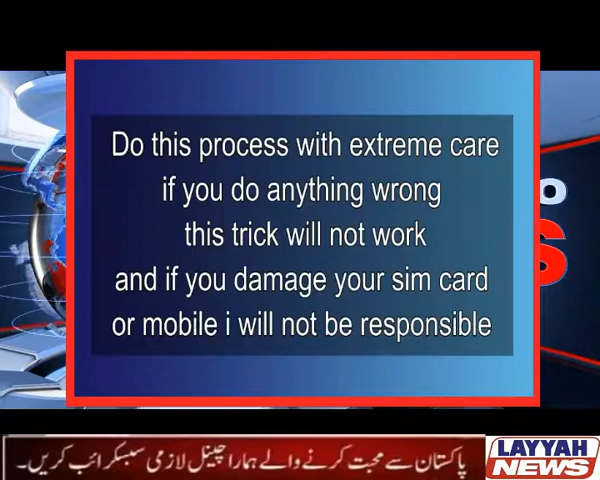 Do this process with extreme care
if you do anything wrong
this trick will not work
and if you damage your sim card
or mobile i will not be responsible
پاکستان سے محبت کرنے والے ہمارا چینل لازمی سبسکرائب کریں۔
LAYYAH
NEWS